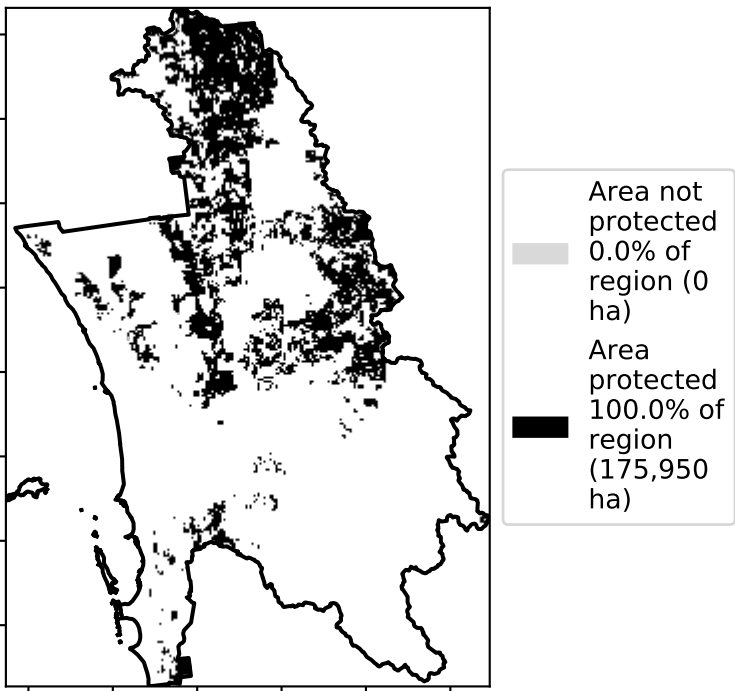 Area not
protected
0.0% of
region (0
ha)
Area
protected
100.0% of
region
(175,950
ha)